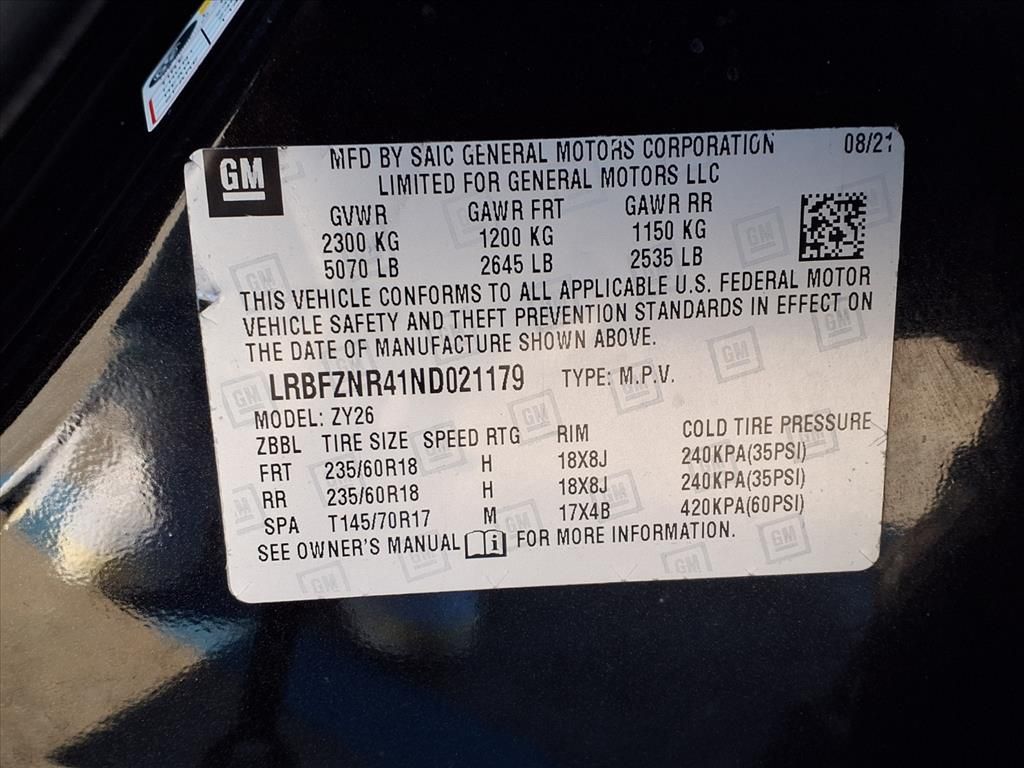 GM
MFD BY SAIC GENERAL MOTORS CORPORATION 08/21
LIMITED FOR GENERAL MOTORS LLC
GVWR GAWR FRT GAWR RR
2300 KG 1200 KG 1150 KG
5070 LB 2645 LB 2535 LB
THIS VEHICLE CONFORMS TO ALL APPLICABLE U.S. FEDERAL MOTOR
VEHICLE SAFETY AND THEFT PREVENTION STANDARDS IN EFFECT ON
THE DATE OF MANUFACTURE SHOWN ABOVE.
LRBFZNR41ND021179 TYPE: M.P.V.
MODEL: ZY26
ZBBL TIRE SIZE SPEED RTG RIM COLD TIRE PRESSURE
FRT 235/60R18 H 18X8J 240KPA(35PSI)
RR 235/60R18 H 18X8J 240KPA(35PSI)
SPA T145/70R17 M 17X4B 420KPA(60PSI)
SEE OWNER'S MANUAL i FOR MORE INFORMATION.